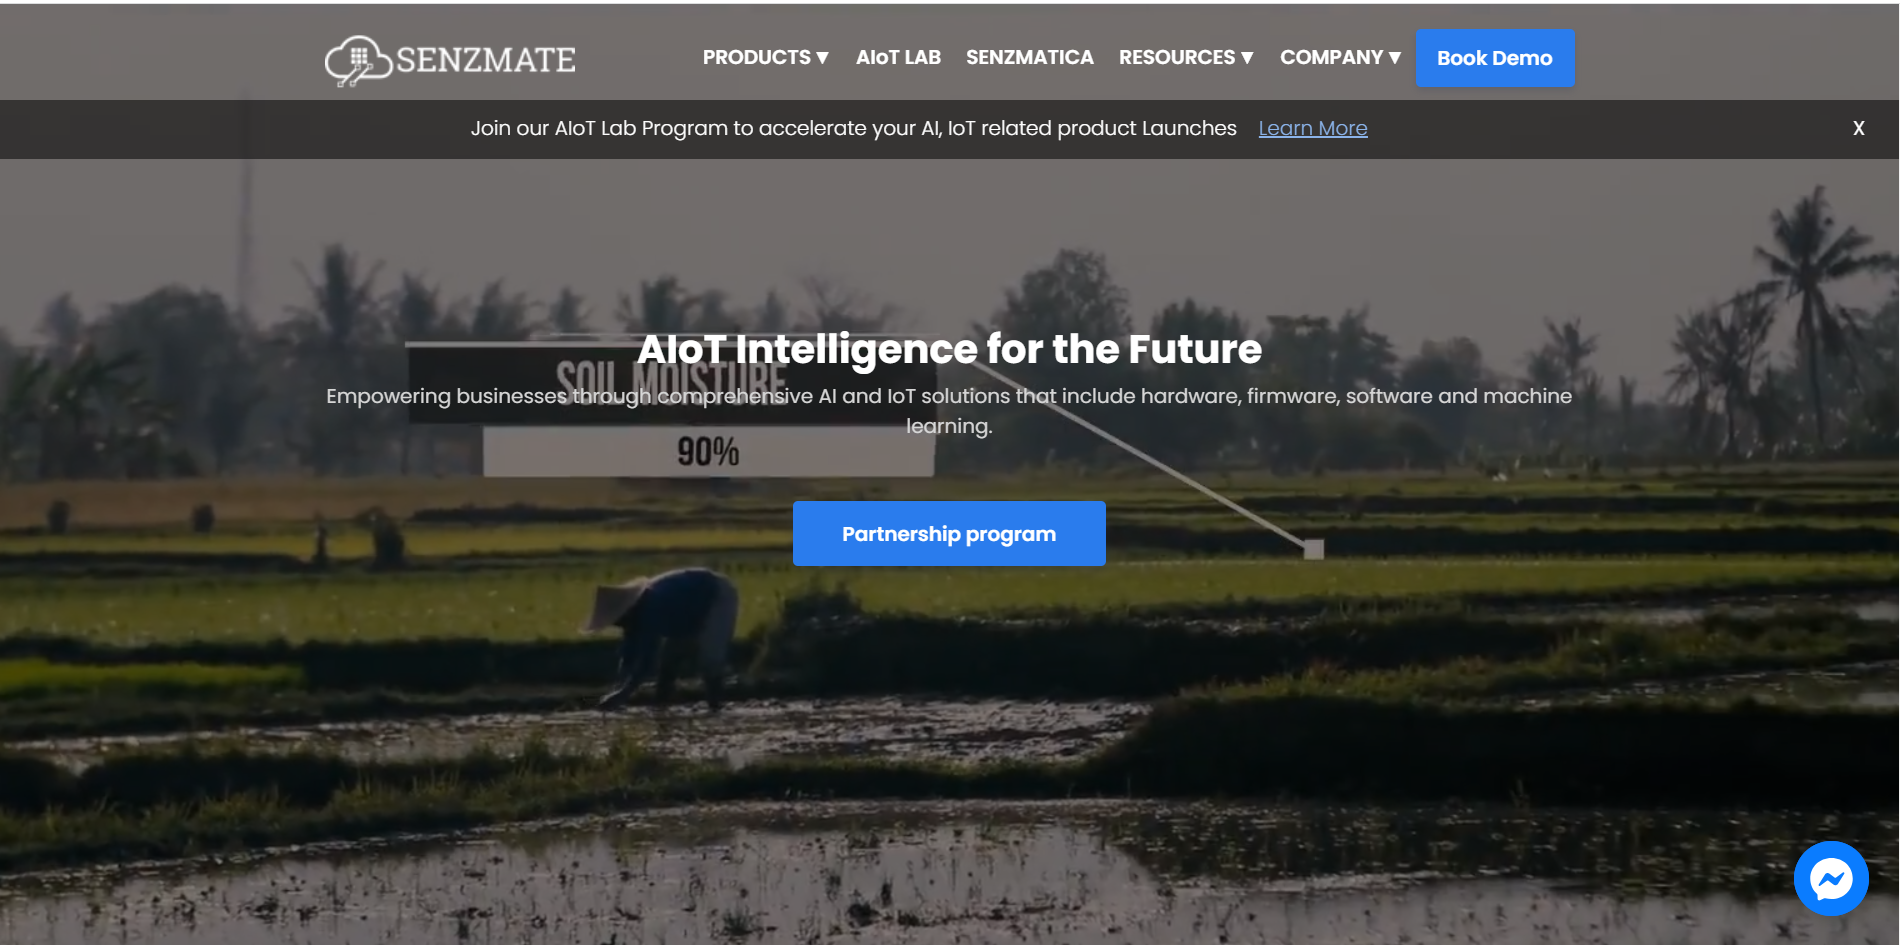 SENZMATE
PRODUCTS ▼ AIoT LAB SENZMATICA RESOURCES ▼ COMPANY ▼ Book Demo
Join our AIoT Lab Program to accelerate your AI, IoT related product Launches Learn More X
AIoT Intelligence for the Future
SOIL MOISTURE
Empowering businesses through comprehensive AI and IoT solutions that include hardware, firmware, software and machine
learning.
90%
Partnership program